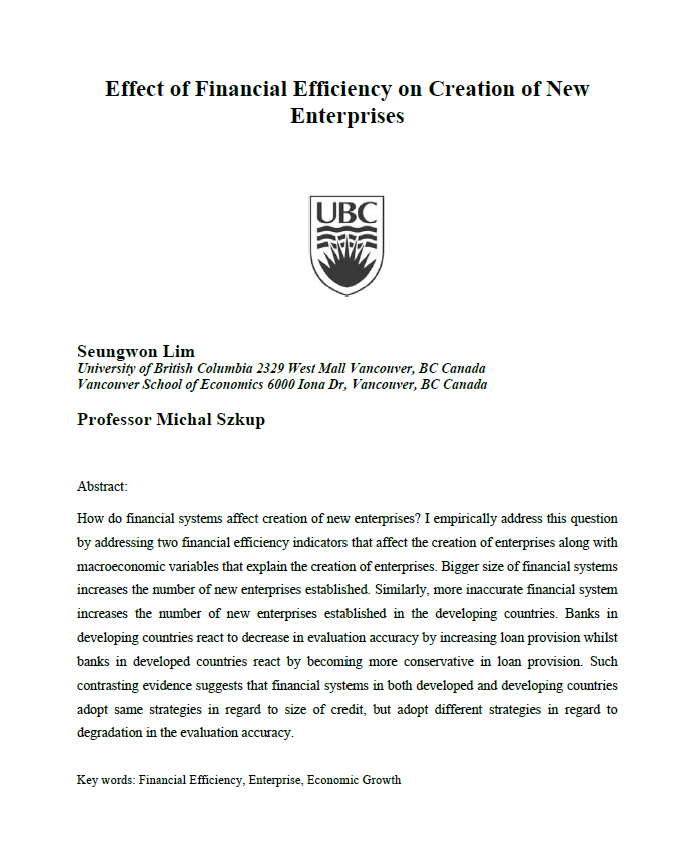 Effect of Financial Efficiency on Creation of New
Enterprises
UBC
Seungwon Lim
University of British Columbia 2329 West Mall Vancouver, BC Canada
Vancouver School of Economics 6000 Iona Dr, Vancouver, BC Canada
Professor Michal Szkup
Abstract:
How do financial systems affect creation of new enterprises? I empirically address this question
by addressing two financial efficiency indicators that affect the creation of enterprises along with
macroeconomic variables that explain the creation of enterprises. Bigger size of financial systems
increases the number of new enterprises established. Similarly, more inaccurate financial system
increases the number of new enterprises established in the developing countries. Banks in
developing countries react to decrease in evaluation accuracy by increasing loan provision whilst
banks in developed countries react by becoming more conservative in loan provision. Such
contrasting evidence suggests that financial systems in both developed and developing countries
adopt same strategies in regard to size of credit, but adopt different strategies in regard to
degradation in the evaluation accuracy.
Key words: Financial Efficiency, Enterprise, Economic Growth